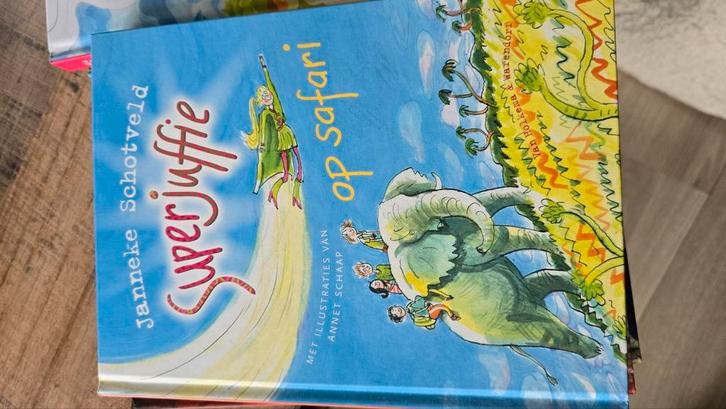 Janneke Schotveld
Superjuffie
op safari
MET ILLUSTRATIES VAN
ANNET SCHAAP
Van Holkema & Warendorf